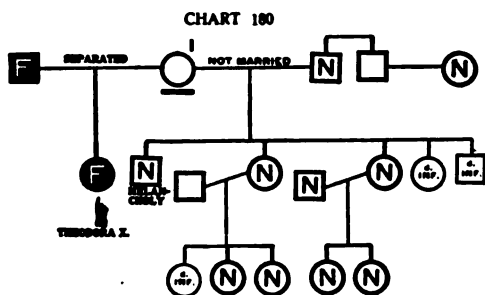 CHART 180
I
F SEPARATED NOT MARRIED N N
F N N N N d. INF. d. INF.
MELAN-
CHOLY
THEODORA X.
d. INF. N N N N